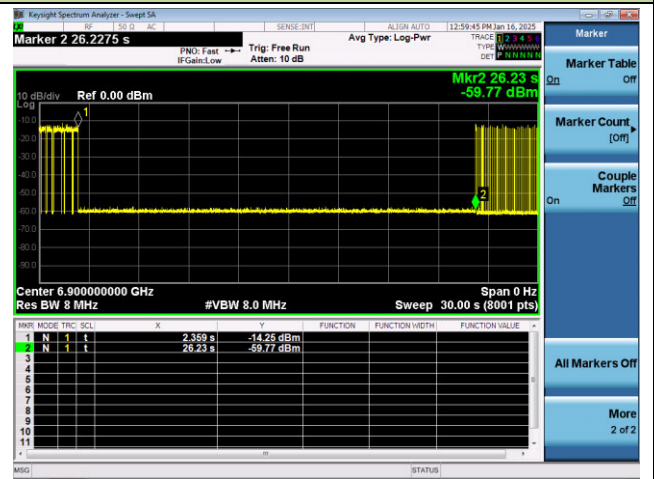 Keysight Spectrum Analyzer - Swept SA
RF 50 Ω AC SENSE:INT ALIGN AUTO 12:59:45 PM Jan 16, 2025
Marker 2 26.2275 s
PNO: Fast Trig: Free Run Avg Type: Log-Pwr TRACE 1 2 3 4 5 6
IFGain:Low Atten: 10 dB TYPE WWWWWW
DET P N N N N N
Marker
Marker Table
On Off
Marker Count
[Off]
Couple
Markers
On Off
All Markers Off
More
2 of 2
Mkr2 26.23 s
10 dB/div Ref 0.00 dBm -59.77 dBm
Log
-10.0
-20.0
-30.0
-40.0
-50.0
-60.0
-70.0
-80.0
-90.0
1
2
Center 6.900000000 GHz Span 0 Hz
Res BW 8 MHz #VBW 8.0 MHz Sweep 30.00 s (8001 pts)
MKR MODE TRC SCL X Y FUNCTION FUNCTION WIDTH FUNCTION VALUE
1 N 1 t 2.359 s -14.25 dBm
2 N 1 t 26.23 s -59.77 dBm
3
4
5
6
7
8
9
10
11
MSG STATUS